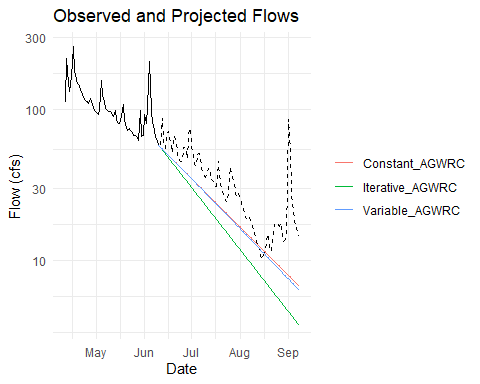 Observed and Projected Flows
300
100
30
10
Flow (cfs)
May Jun Jul Aug Sep
Date
Constant_AGWRC
Iterative_AGWRC
Variable_AGWRC